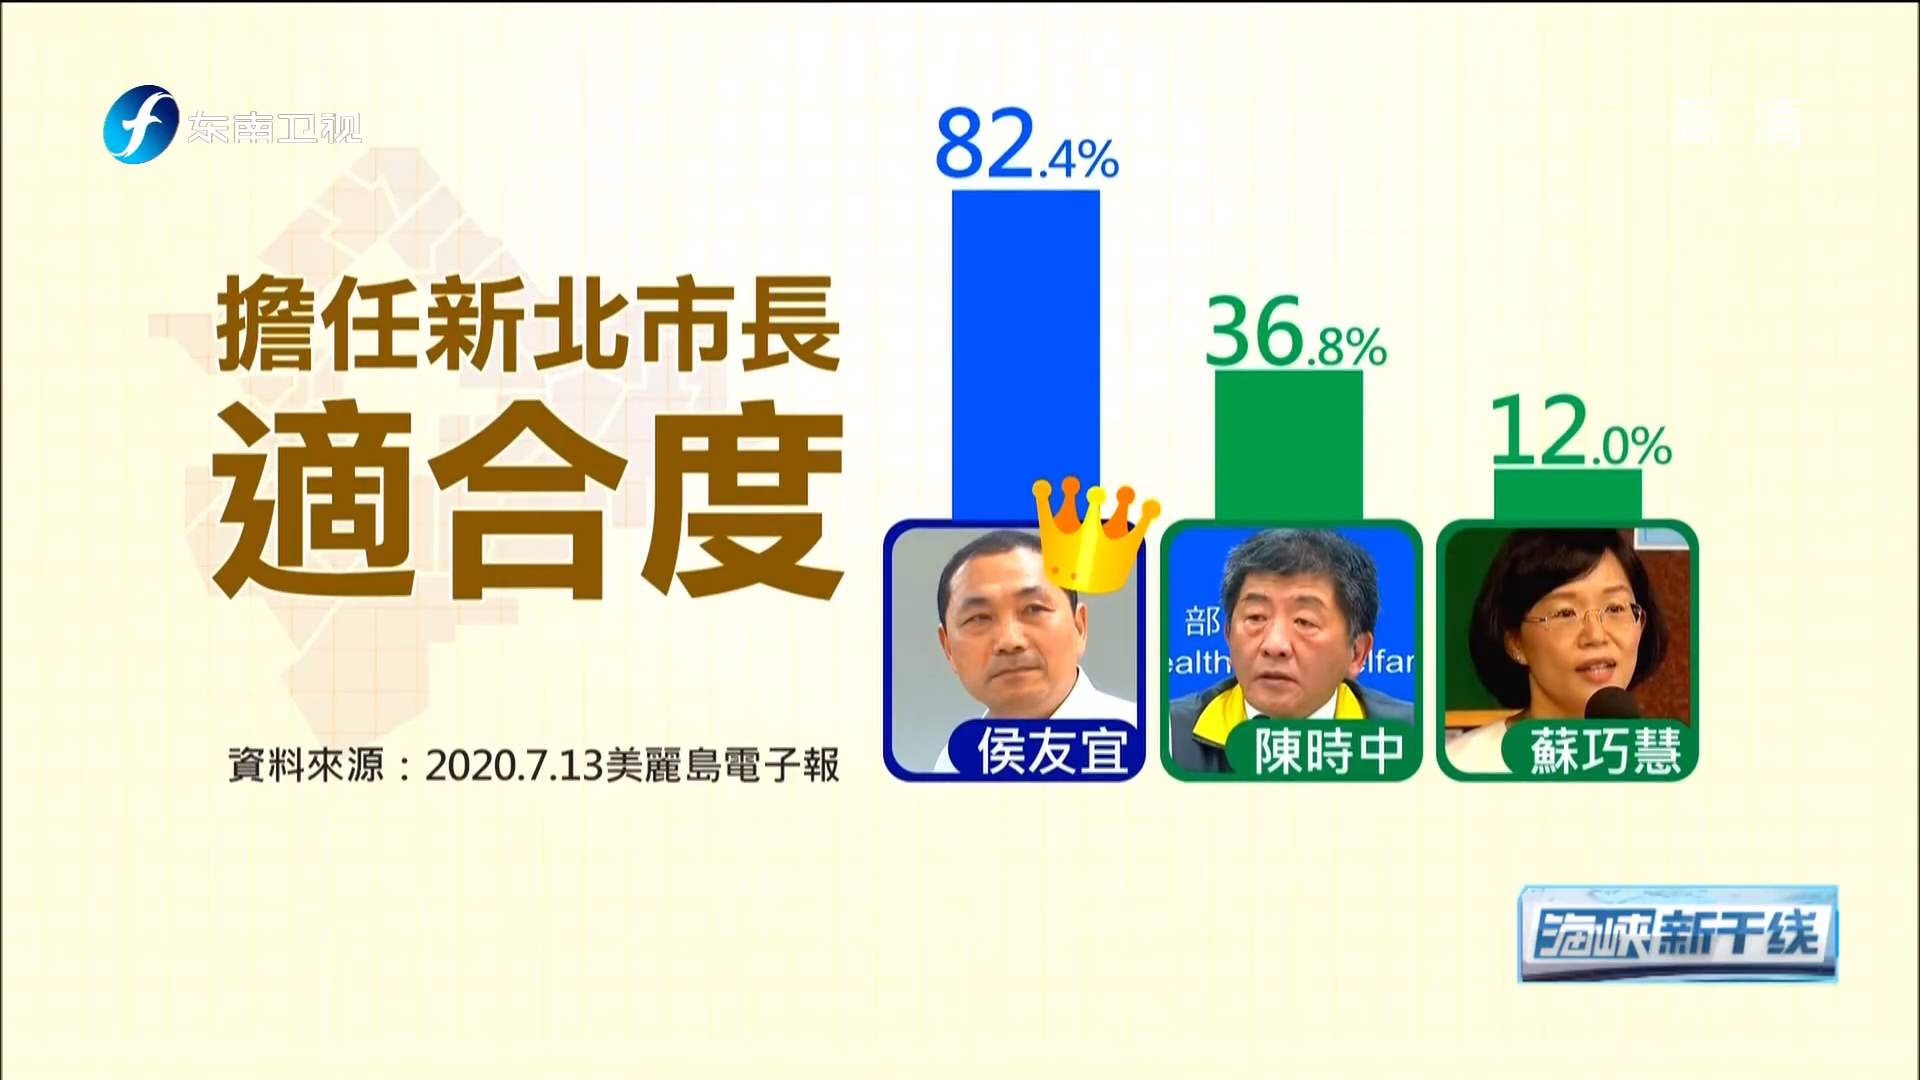 东南卫视
高清
82.4%
36.8%
12.0%
擔任新北市長
適合度
資料來源：2020.7.13美麗島電子報
部
ealth
lfar
侯友宜
陳時中
蘇巧慧
海峡新干线